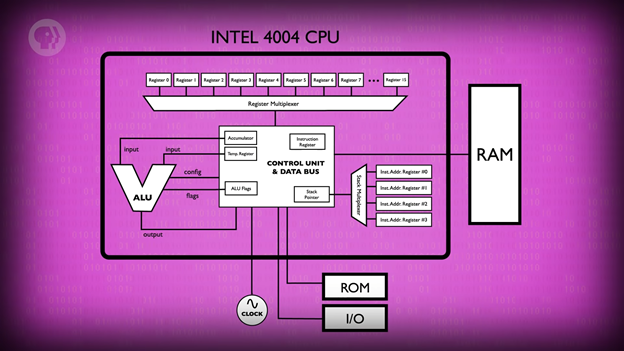 PBS
INTEL 4004 CPU
Register 0 Register 1 Register 2 Register 3 Register 4 Register 5 Register 6 Register 7 ••• Register 15
Register Multiplexer
Accumulator
Instruction
Register
Temp. Register
CONTROL UNIT
& DATA BUS
ALU Flags
Stack
Pointer
input
input
config
ALU
flags
output
Stack Multiplexer
Inst. Addr. Register #0
Inst. Addr. Register #1
Inst. Addr. Register #2
Inst. Addr. Register #3
RAM
CLOCK
ROM
I/O